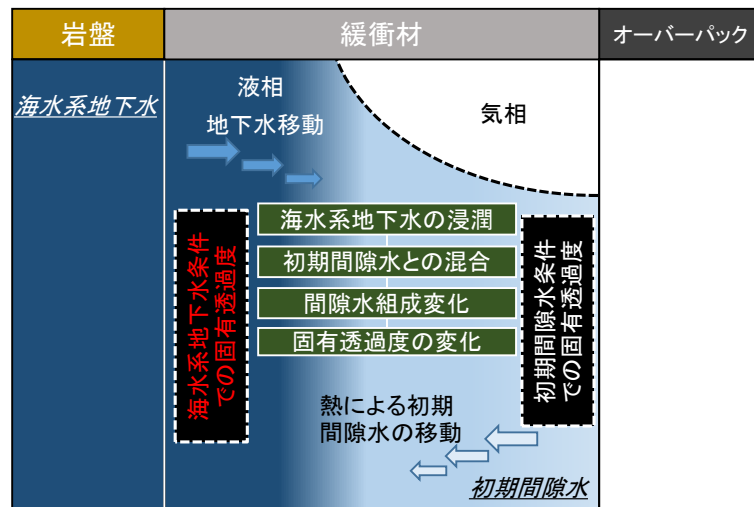 岩盤
緩衝材
オーバーパック
海水系地下水
液相
地下水移動
気相
海水系地下水の浸潤
初期間隙水との混合
間隙水組成変化
固有透過度の変化
海水系地下水条件
での固有透過度
初期間隙水条件
での固有透過度
熱による初期
間隙水の移動
初期間隙水